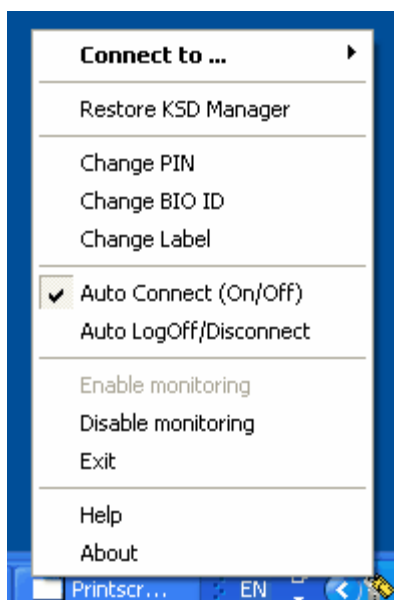 Connect to ...
Restore KSD Manager
Change PIN
Change BIO ID
Change Label
Auto Connect (On/Off)
Auto LogOff/Disconnect
Enable monitoring
Disable monitoring
Exit
Help
About
Printscr... EN